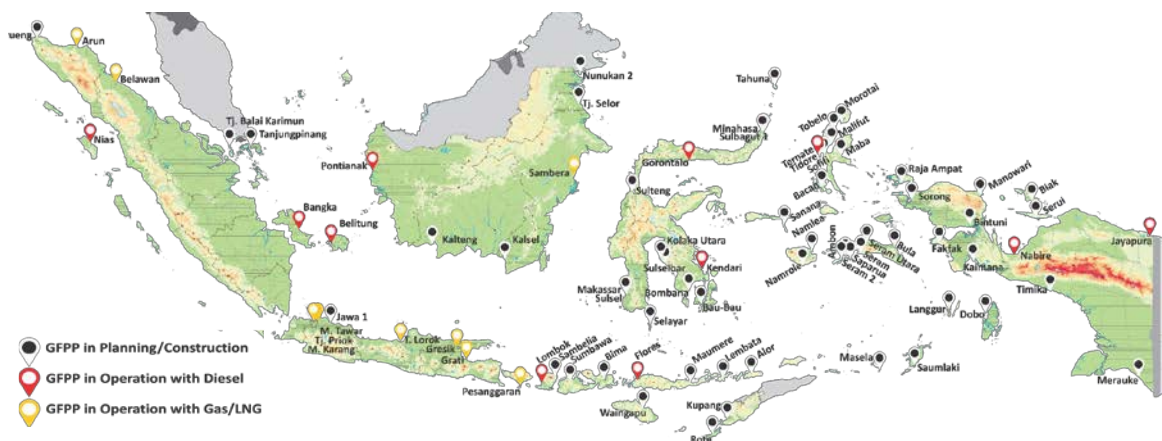 ueng
Arun
Belawan
Nias
Tj. Balai Karimun
Tanjungpinang
Bangka
Belitung
Pontianak
Nunukan 2
Tj. Selor
Sambera
Kalteng
Kalsel
Tahuna
Minahasa
Sulbagut 1
Gorontalo
Sulteng
Kolaka Utara
Sulselbar
Kendari
Makassar
Sulsel
Bombana
Bau-Bau
Selayar
Morotai
Tobelo
Malifut
Maba
Ternate
Tidore
Sofifi
Bacan
Sanana
Namlea
Namrole
Ambon
Seram Utara
Seram
Saparua
Seram 2
Bula
Raja Ampat
Sorong
Manowari
Bintuni
Fakfak
Kaimana
Biak
Serui
Nabire
Jayapura
Timika
Langgur
Dobo
Masela
Saumlaki
Merauke
Jawa 1
M. Tawar
Tj. Priok
M. Karang
T. Lorok
Gresik
Grati
Pesanggaran
Lombok
Sambelia
Sumbawa
Bima
Flores
Maumere
Lembata
Alor
Waingapu
Kupang
GFPP in Planning/Construction
GFPP in Operation with Diesel
GFPP in Operation with Gas/LNG